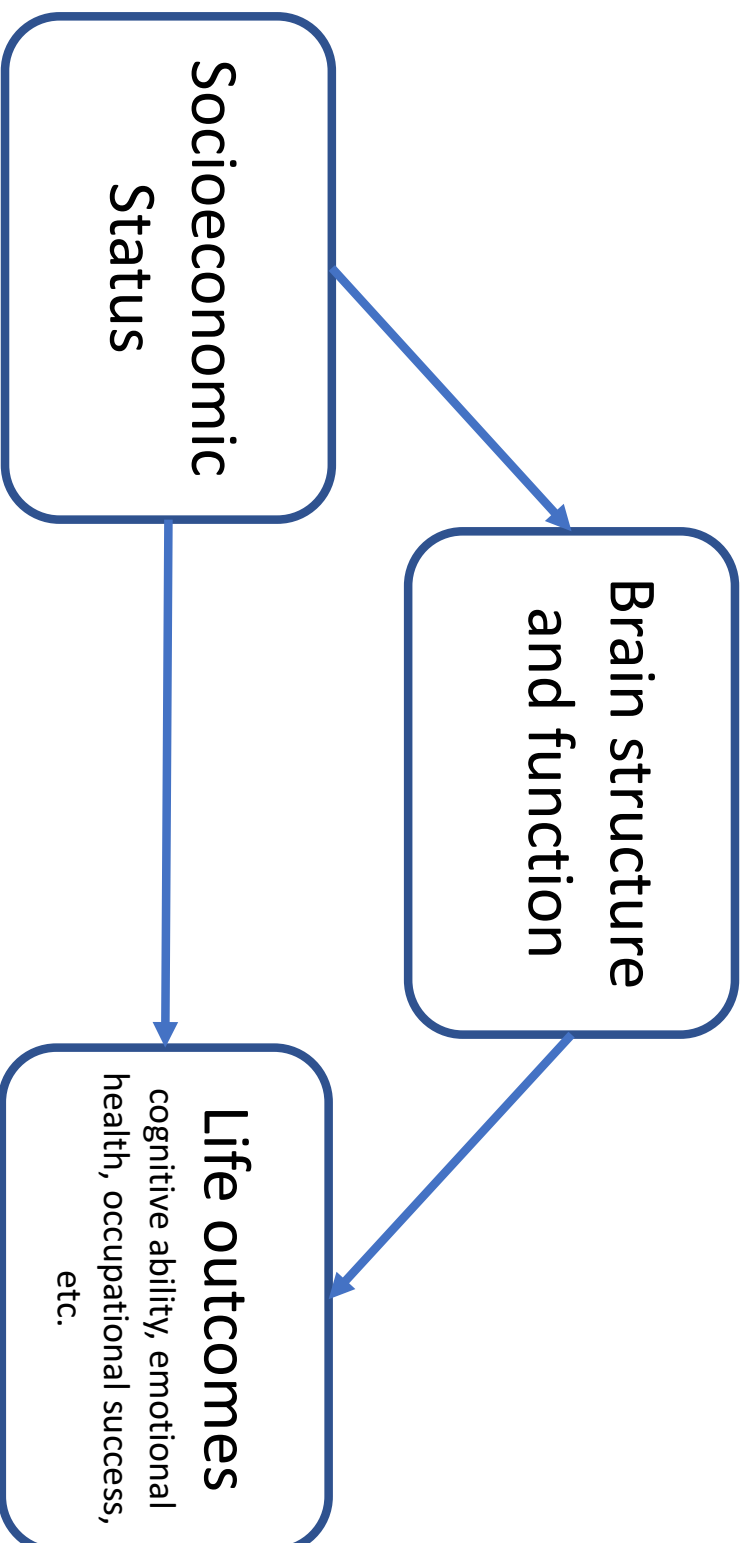 Socioeconomic
Status
Brain structure
and function
Life outcomes
cognitive ability, emotional
health, occupational success,
etc.